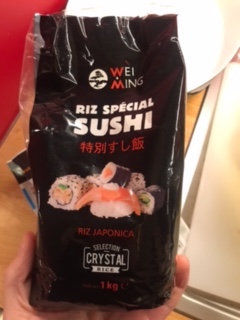 WEI
MING
RIZ SPÉCIAL
SUSHI
特別すし飯
RIZ JAPONICA
SELECTION
CRYSTAL
RICE
1kg e